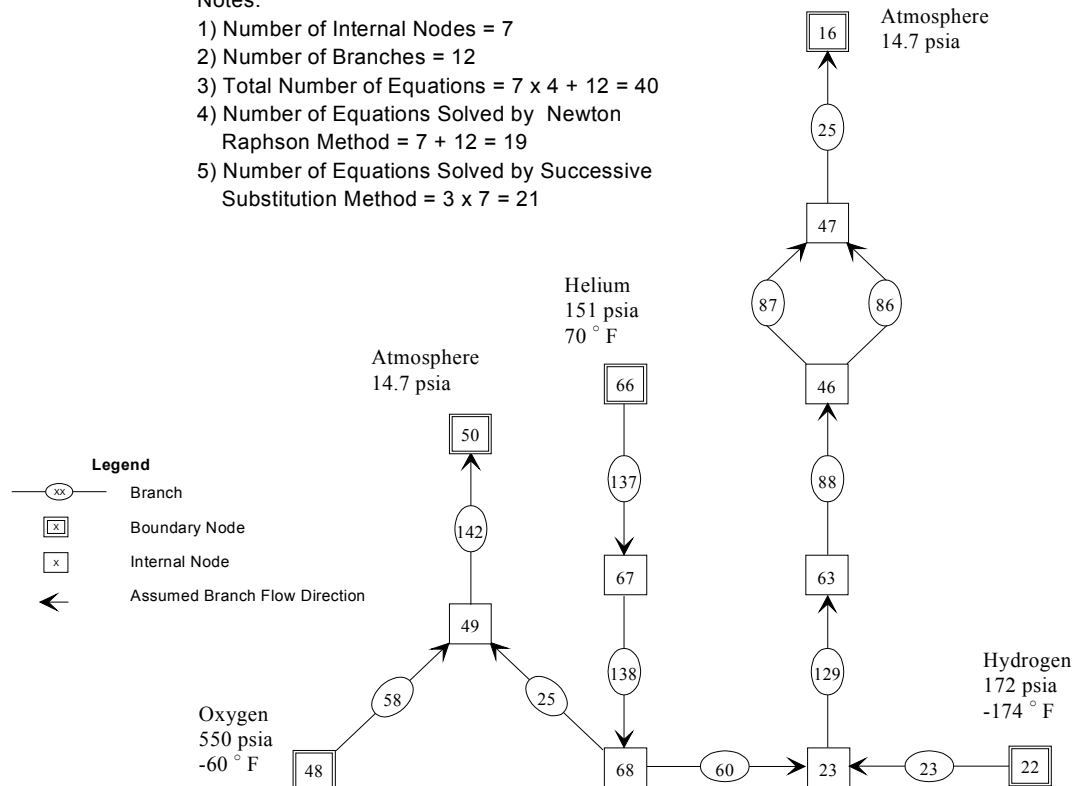 Notes:
1) Number of Internal Nodes = 7
2) Number of Branches = 12
3) Total Number of Equations = 7 x 4 + 12 = 40
4) Number of Equations Solved by Newton
Raphson Method = 7 + 12 = 19
5) Number of Equations Solved by Successive
Substitution Method = 3 x 7 = 21
16
Atmosphere
14.7 psia
25
47
87
86
46
Helium
151 psia
70 ° F
66
Atmosphere
14.7 psia
50
137
88
142
67
63
49
138
129
58
25
Oxygen
550 psia
-60 ° F
48
68
60
23
23
22
Hydrogen
172 psia
-174 ° F
Legend
xx
Branch
x
Boundary Node
x
Internal Node
Assumed Branch Flow Direction